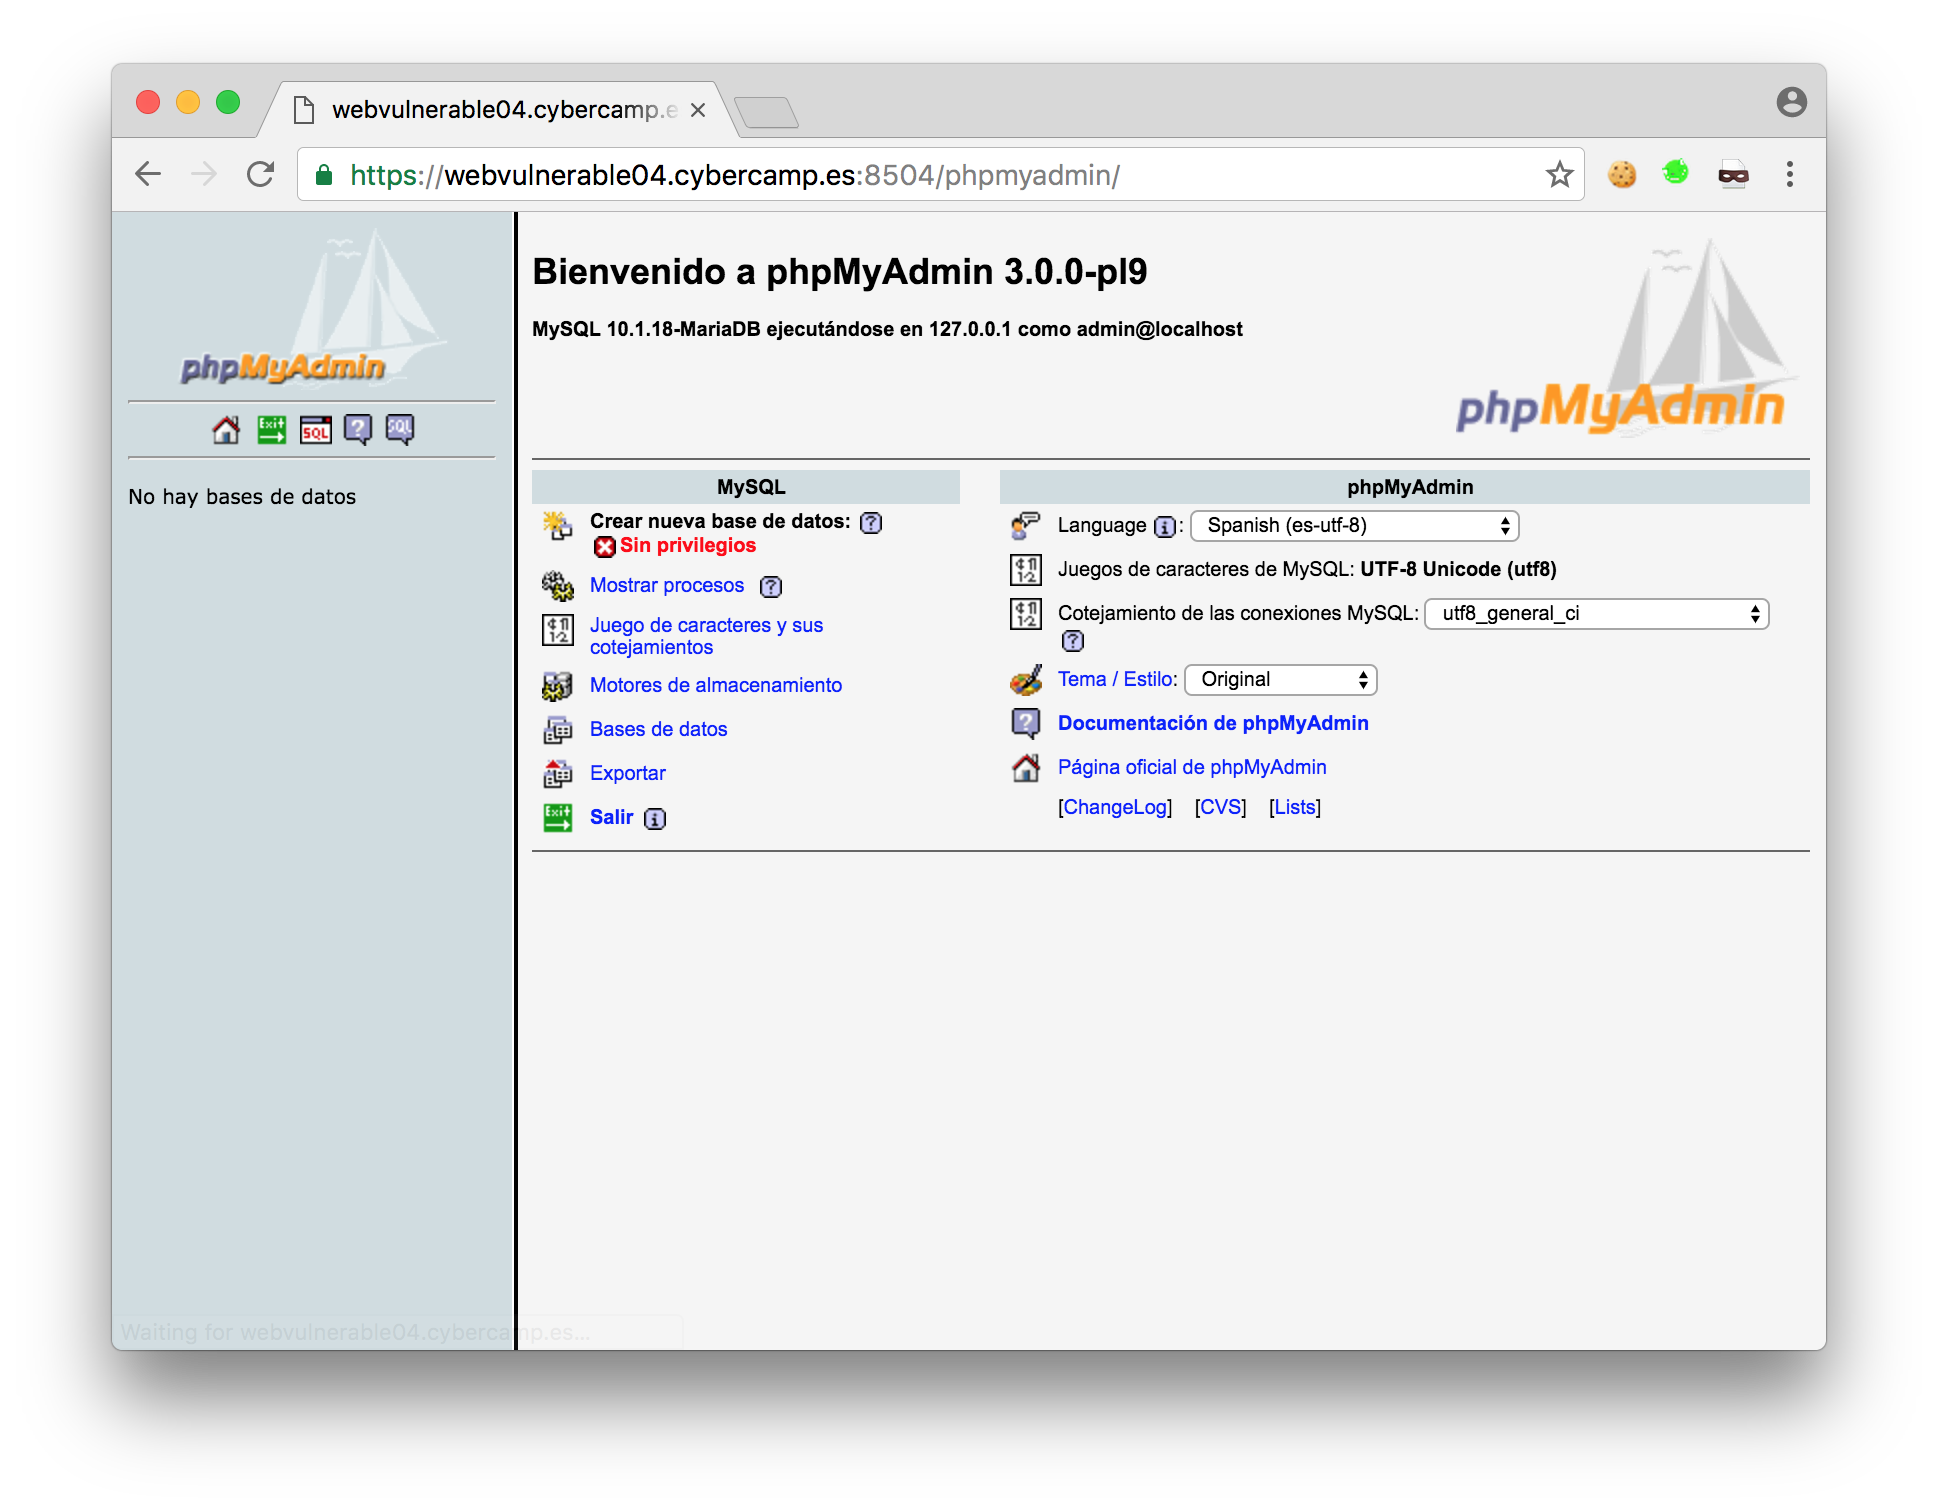 webvulnerable04.cybercamp.e
https://webvulnerable04.cybercamp.es:8504/phpmyadmin/
phpMyAdmin
Exit
SQL
?
SQL
No hay bases de datos
Bienvenido a phpMyAdmin 3.0.0-pl9
MySQL 10.1.18-MariaDB ejecutándose en 127.0.0.1 como admin@localhost
phpMyAdmin
MySQL
Crear nueva base de datos: ?
Sin privilegios
Mostrar procesos ?
Juego de caracteres y sus
cotejamientos
Motores de almacenamiento
Bases de datos
Exportar
Exit
Salir i
phpMyAdmin
Language i: Spanish (es-utf-8)
Juegos de caracteres de MySQL: UTF-8 Unicode (utf8)
Cotejamiento de las conexiones MySQL: utf8_general_ci
?
Tema / Estilo: Original
? Documentación de phpMyAdmin
Página oficial de phpMyAdmin
[ChangeLog] [CVS] [Lists]
Waiting for webvulnerable04.cybercamp.es...